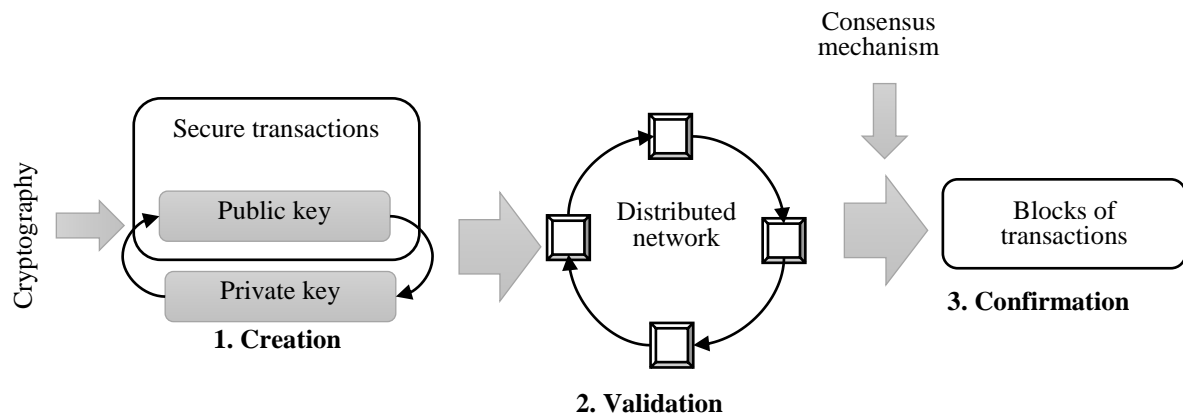 Cryptography
Secure transactions
Public key
Private key
1. Creation
Distributed
network
2. Validation
Consensus
mechanism
Blocks of
transactions
3. Confirmation